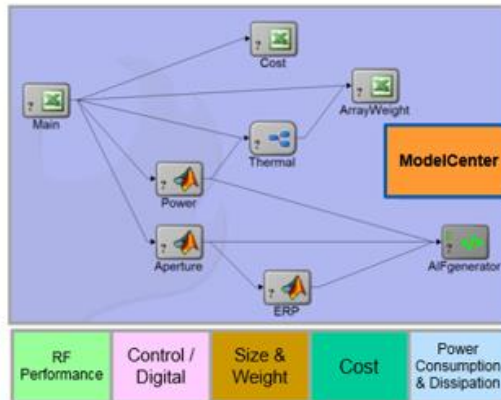 Cost
?
Main
?
ArrayWeight
?
Thermal
?
ModelCenter
Power
?
Aperture
?
AIFgenerator
?
ERP
?
RF
Performance
Control /
Digital
Size &
Weight
Cost
Power
Consumption
& Dissipation